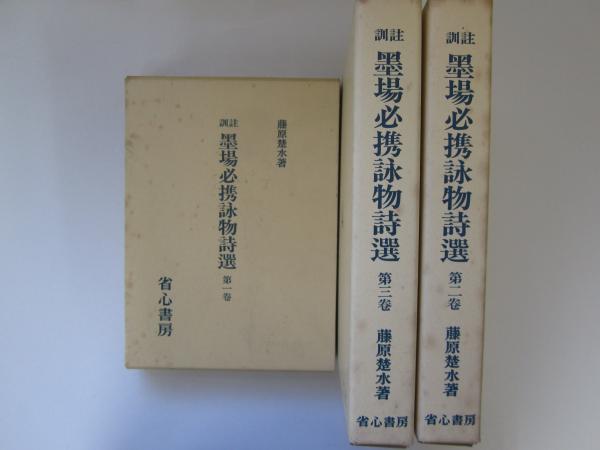 藤原楚水著
訓註
墨場必携詠物詩選
第一巻
省心書房
訓註
墨場必携詠物詩選
第三巻
藤原楚水著
省心書房
訓註
墨場必携詠物詩選
第二巻
藤原楚水著
省心書房